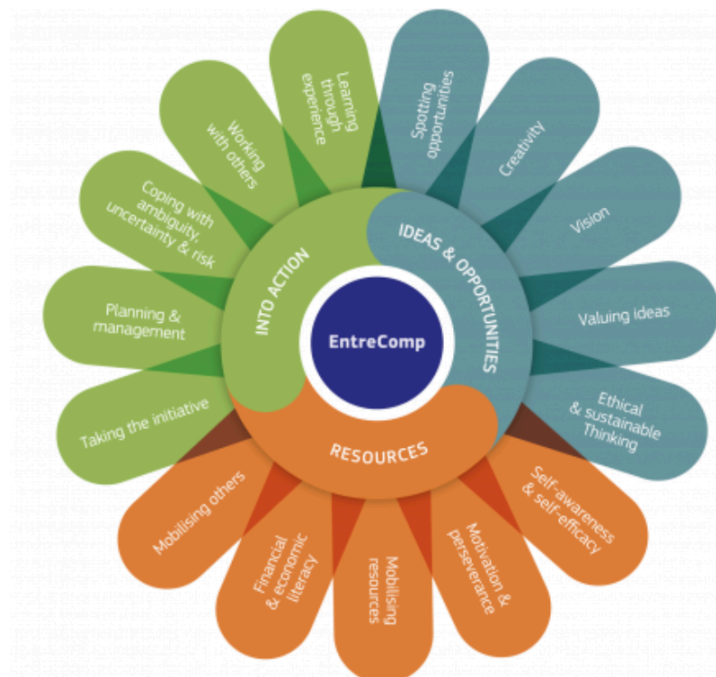 EntreComp
IDEAS & OPPORTUNITIES
Spotting
opportunities
Creativity
Vision
Valuing ideas
Ethical
& sustainable
Thinking
RESOURCES
Self-awareness
& self-efficacy
Motivation &
perseverance
Mobilising
resources
Financial
& economic
literacy
Mobilising others
INTO ACTION
Taking the initiative
Planning &
management
Coping with
ambiguity,
uncertainty & risk
Working
with others
Learning
through
experience